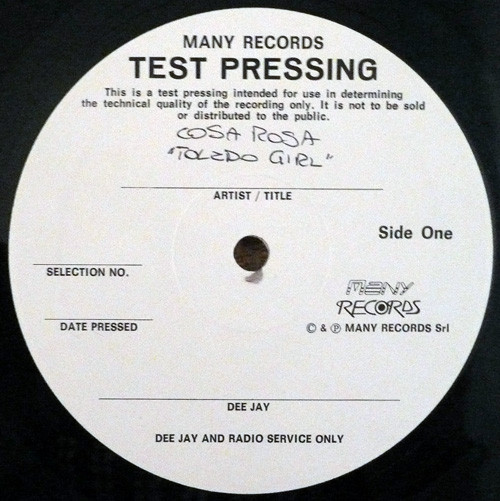 MANY RECORDS
TEST PRESSING
This is a test pressing intended for use in determining
the technical quality of the recording only. It is not to be sold
or distributed to the public.
COSA ROSA
"TOLEDO GIRL"
ARTIST / TITLE
Side One
SELECTION NO.
DATE PRESSED
MANY
RECORDS
© & ℗ MANY RECORDS Srl
DEE JAY
DEE JAY AND RADIO SERVICE ONLY